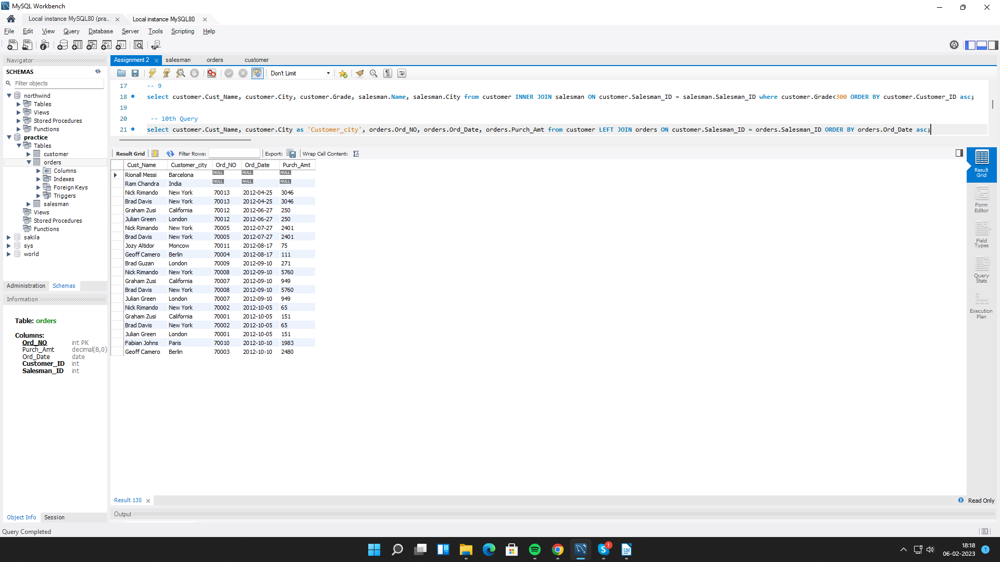 MySQL Workbench
Local instance MySQL80 (pra... Local instance MySQL80
File Edit View Query Database Server Tools Scripting Help
Navigator
SCHEMAS
Filter objects
northwind
Tables
Views
Stored Procedures
Functions
practice
Tables
customer
orders
Columns
Indexes
Foreign Keys
Triggers
salesman
Views
Stored Procedures
Functions
sakila
sys
world
Administration Schemas
Information
Table: orders
Columns:
Ord_NO int PK
Purch_Amt decimal(8,0)
Ord_Date date
Customer_ID int
Salesman_ID int
Object Info Session
Assignment 2 salesman orders customer
Don't Limit
17 -- 9
18 select customer.Cust_Name, customer.City, customer.Grade, salesman.Name, salesman.City from customer INNER JOIN salesman ON customer.Salesman_ID = salesman.Salesman_ID where customer.Grade<300 ORDER BY customer.Customer_ID asc;
19
20 -- 10th Query
21 select customer.Cust_Name, customer.City as 'Customer_city', orders.Ord_NO, orders.Ord_Date, orders.Purch_Amt from customer LEFT JOIN orders ON customer.Salesman_ID = orders.Salesman_ID ORDER BY orders.Ord_Date asc;
Result Grid Filter Rows: Export: Wrap Cell Content:
Cust_Name Customer_city Ord_NO Ord_Date Purch_Amt
Rionall Messi Barcelona NULL NULL NULL
Ram Chandra India NULL NULL NULL
Nick Rimando New York 70013 2012-04-25 3046
Brad Davis New York 70013 2012-04-25 3046
Graham Zusi California 70012 2012-06-27 250
Julian Green London 70012 2012-06-27 250
Nick Rimando New York 70005 2012-07-27 2401
Brad Davis New York 70005 2012-07-27 2401
Jozy Altidor Moncow 70011 2012-08-17 75
Geoff Camero Berlin 70004 2012-08-17 111
Brad Guzan London 70009 2012-09-10 271
Nick Rimando New York 70008 2012-09-10 5760
Graham Zusi California 70007 2012-09-10 949
Brad Davis New York 70008 2012-09-10 5760
Julian Green London 70007 2012-09-10 949
Nick Rimando New York 70002 2012-10-05 65
Graham Zusi California 70001 2012-10-05 151
Brad Davis New York 70002 2012-10-05 65
Julian Green London 70001 2012-10-05 151
Fabian Johns Paris 70010 2012-10-10 1983
Geoff Camero Berlin 70003 2012-10-10 2480
Result
Grid
Form
Editor
Field
Types
Query
Stats
Execution
Plan
Result 130
Read Only
Output
Query Completed
1
18:18
06-02-2023
1